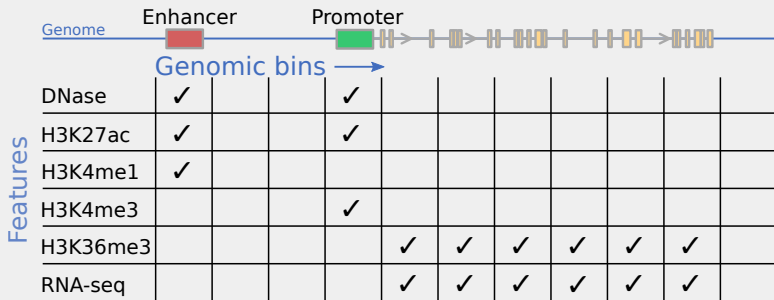 Enhancer Promoter
Genome
Genomic bins
DNase ✓ ✓
H3K27ac ✓ ✓
H3K4me1 ✓
H3K4me3 ✓
H3K36me3 ✓ ✓ ✓ ✓ ✓ ✓
RNA-seq ✓ ✓ ✓ ✓ ✓ ✓
Features